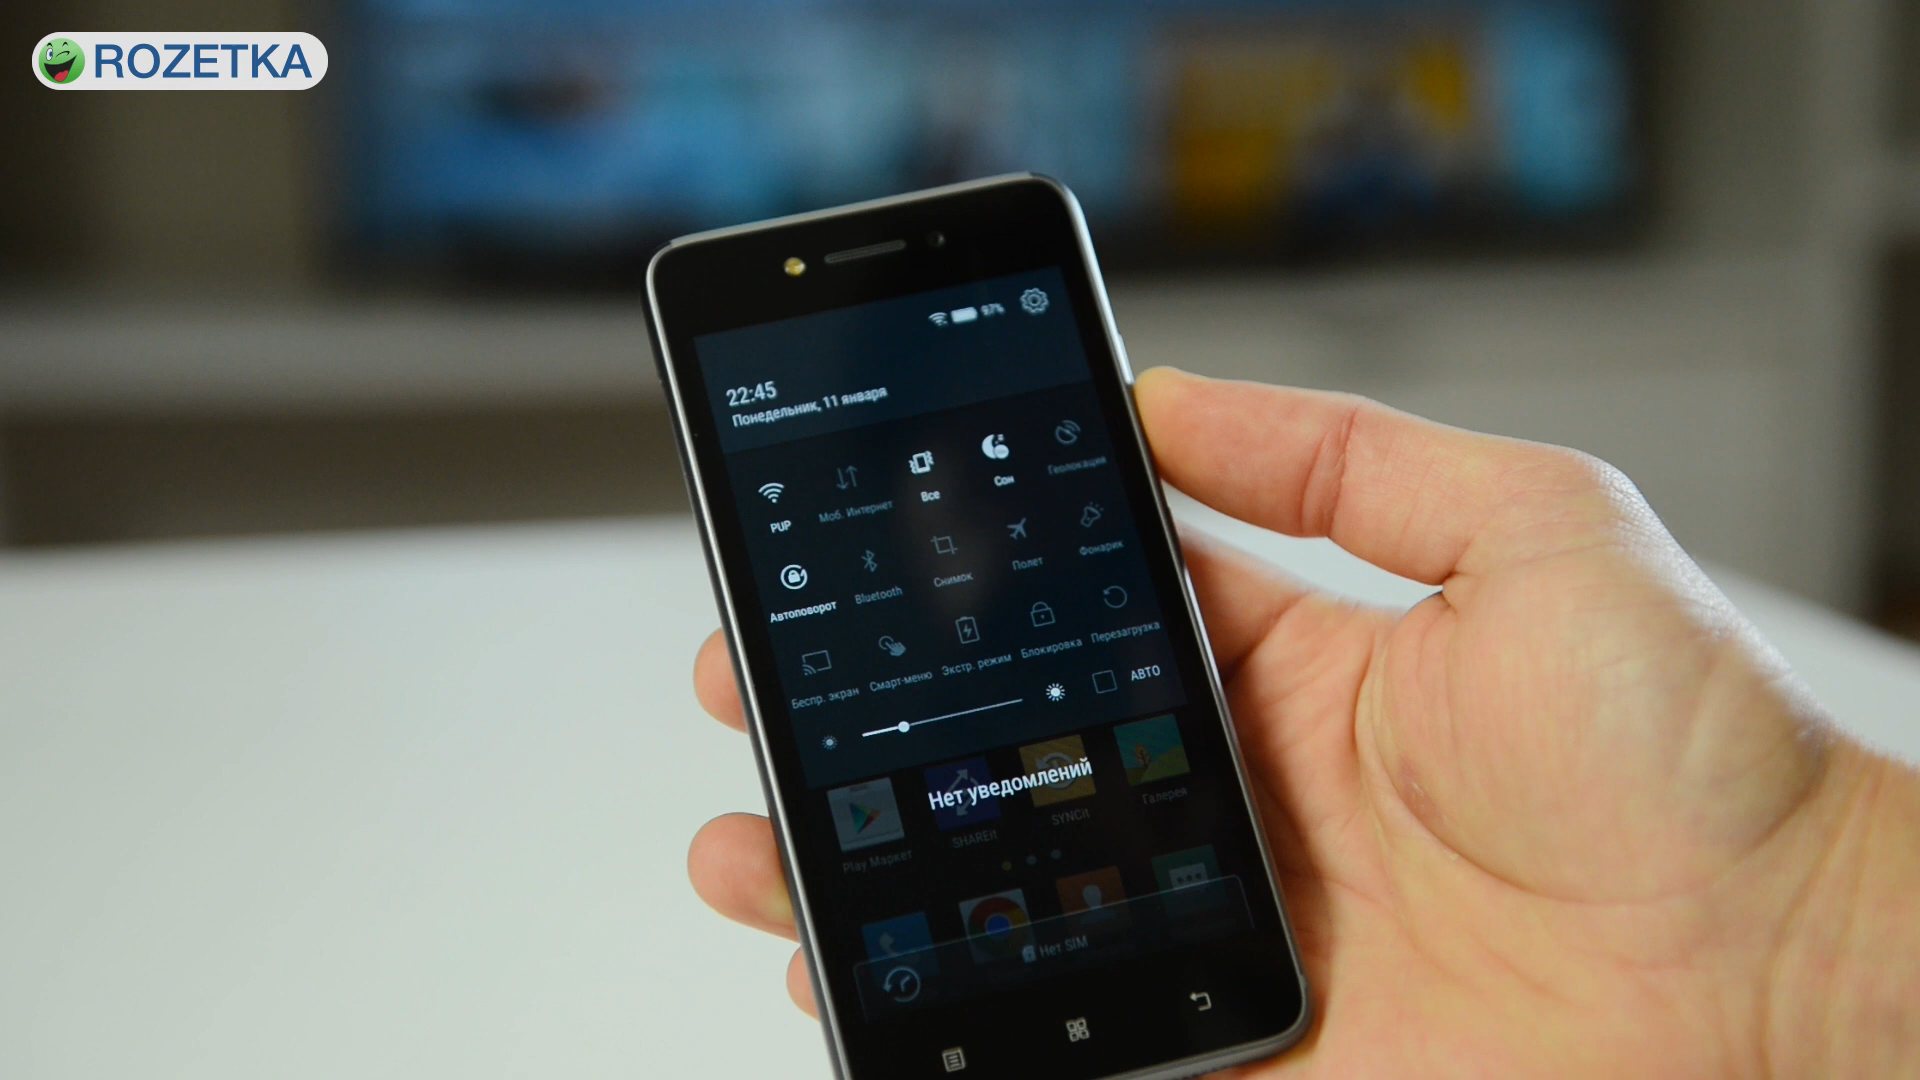 ROZETKA
97%
22:45
Понедельник, 11 января
PUP
Моб. Интернет
Все
Сон
Геолокация
Автоповорот
Bluetooth
Снимок
Полет
Фонарик
Беспр. экран
Смарт-меню
Экстр. режим
Блокировка
Перезагрузка
АВТО
Нет уведомлений
Play Маркет
SHAREit
SYNCit
Галерея
Нет SIM